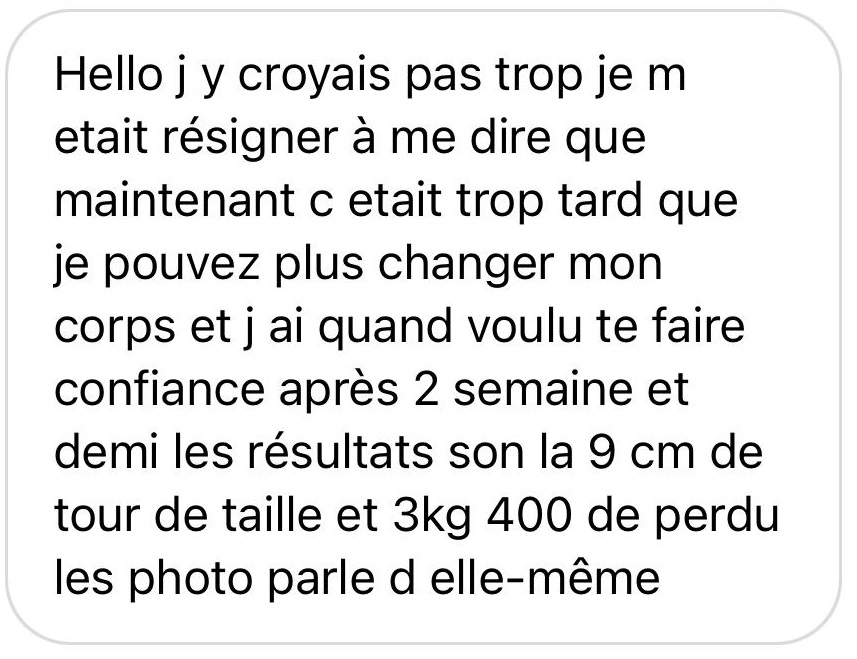 Hello j y croyais pas trop je m
etait résigner à me dire que
maintenant c etait trop tard que
je pouvez plus changer mon
corps et j ai quand voulu te faire
confiance après 2 semaine et
demi les résultats son la 9 cm de
tour de taille et 3kg 400 de perdu
les photo parle d elle-même